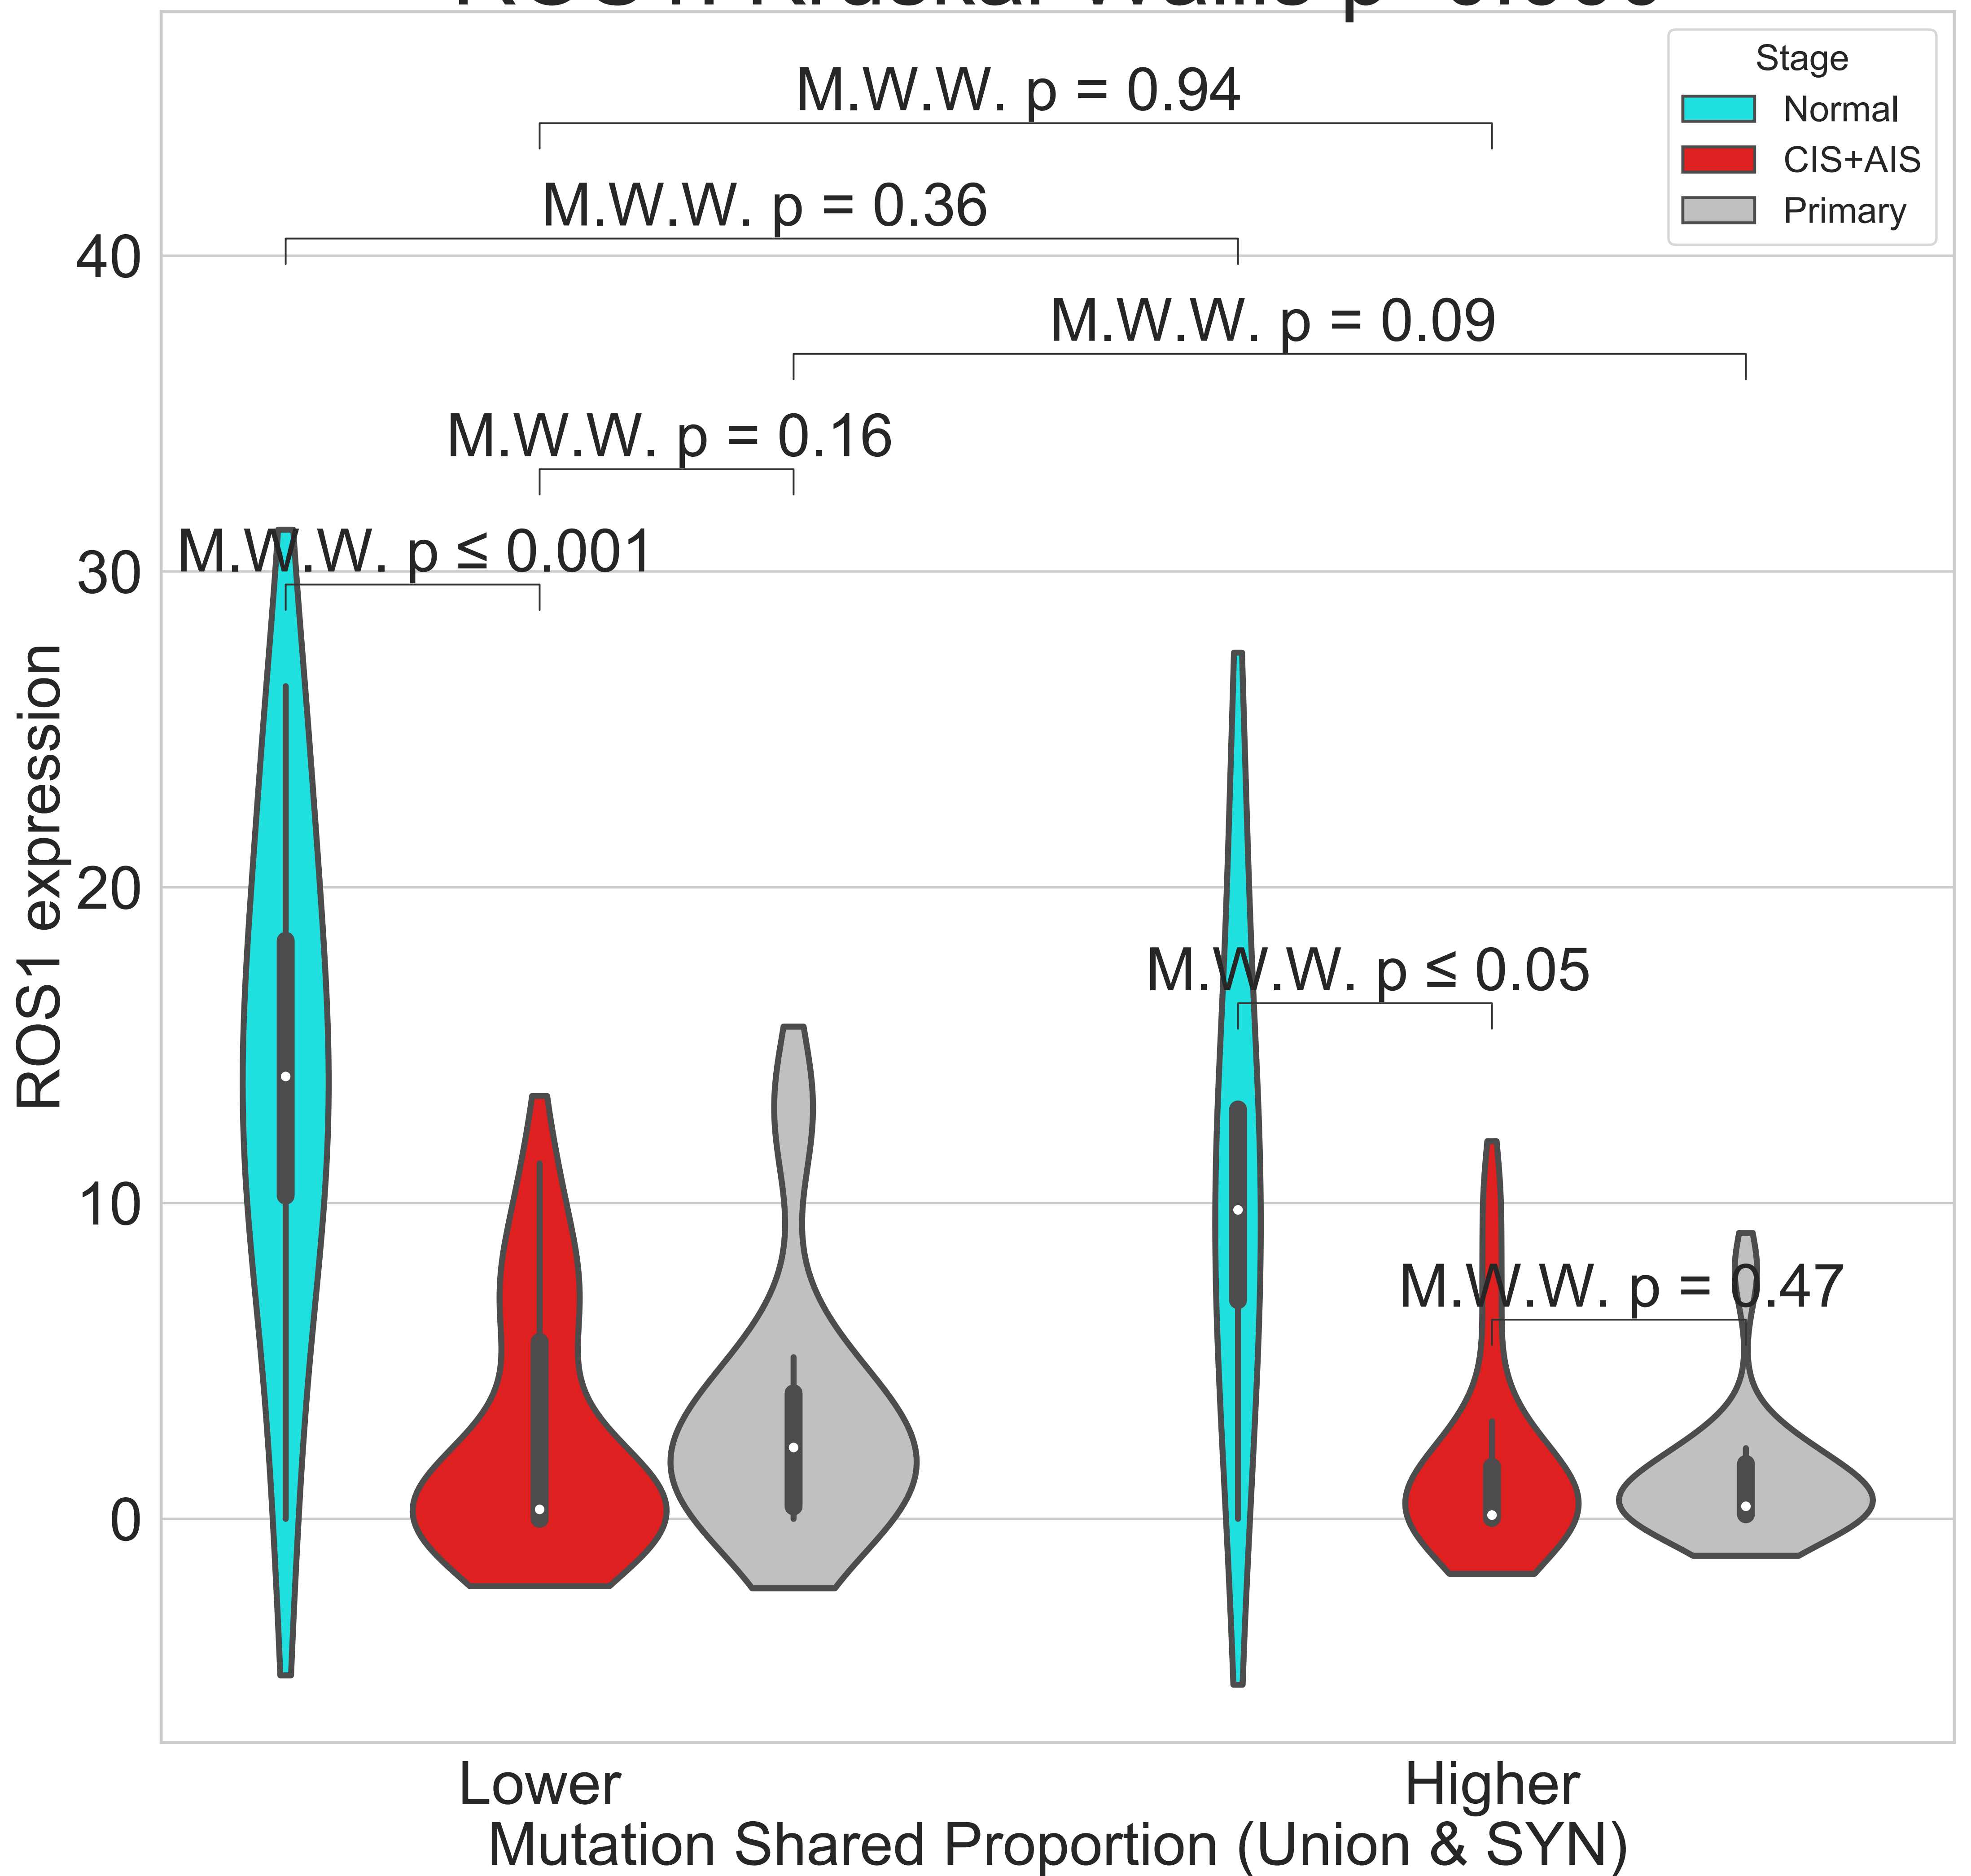 Stage
Normal
CIS+AIS
Primary
M.W.W. p = 0.94
M.W.W. p = 0.36
M.W.W. p = 0.09
M.W.W. p = 0.16
M.W.W. p ≤ 0.001
M.W.W. p ≤ 0.05
M.W.W. p = 0.47
40
30
20
10
0
ROS1 expression
Lower
Higher
Mutation Shared Proportion (Union & SYN)